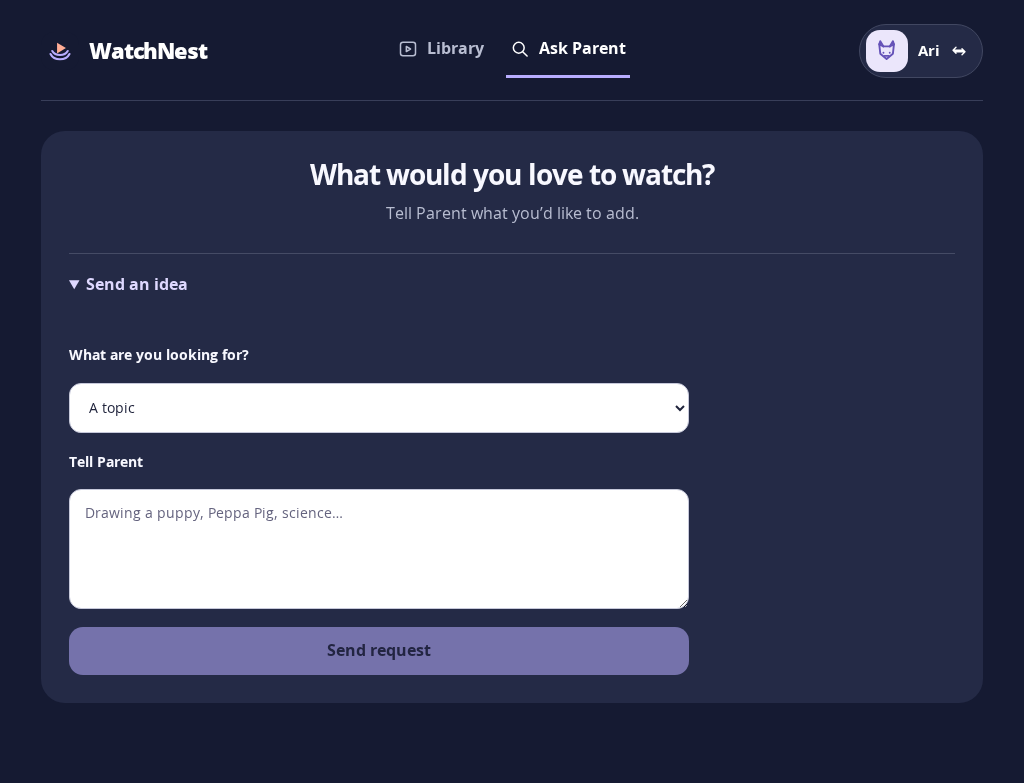 WatchNest
Library
Ask Parent
Ari
What would you love to watch?
Tell Parent what you’d like to add.
Send an idea
What are you looking for?
A topic
Tell Parent
Drawing a puppy, Peppa Pig, science…
Send request